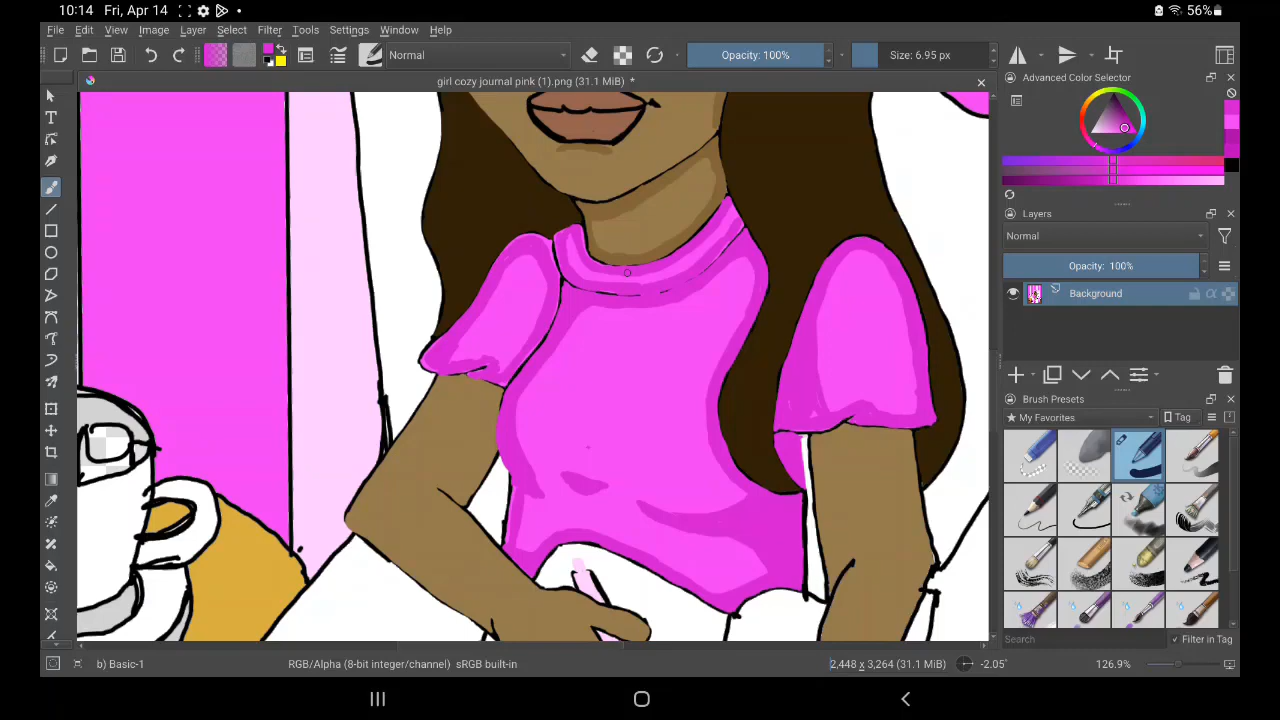 10:14 Fri, Apr 14 56%
File Edit View Image Layer Select Filter Tools Settings Window Help
Normal Opacity: 100% Size: 6.95 px
girl cozy journal pink (1).png (31.1 MiB) *
Advanced Color Selector
Layers
Normal
Opacity: 100%
Background
Brush Presets
★ My Favorites Tag
Search Filter in Tag
b) Basic-1 RGB/Alpha (8-bit integer/channel) sRGB built-in 2,448 x 3,264 (31.1 MiB) -2.05° 126.9%